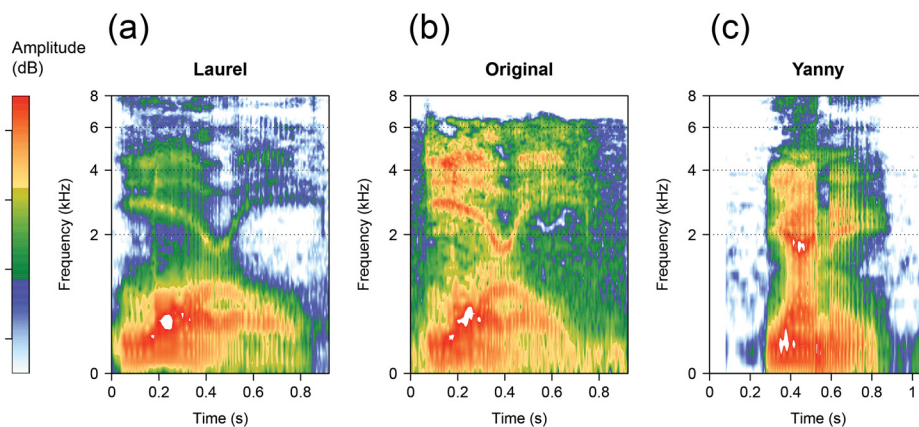 (a) (b) (c)
Amplitude
(dB)
Laurel Original Yanny
8 8 8
6 6 6
4 4 4
2 2 2
0 0 0
Frequency (kHz) Frequency (kHz) Frequency (kHz)
0 0.2 0.4 0.6 0.8 0 0.2 0.4 0.6 0.8 0 0.2 0.4 0.6 0.8 1
Time (s) Time (s) Time (s)